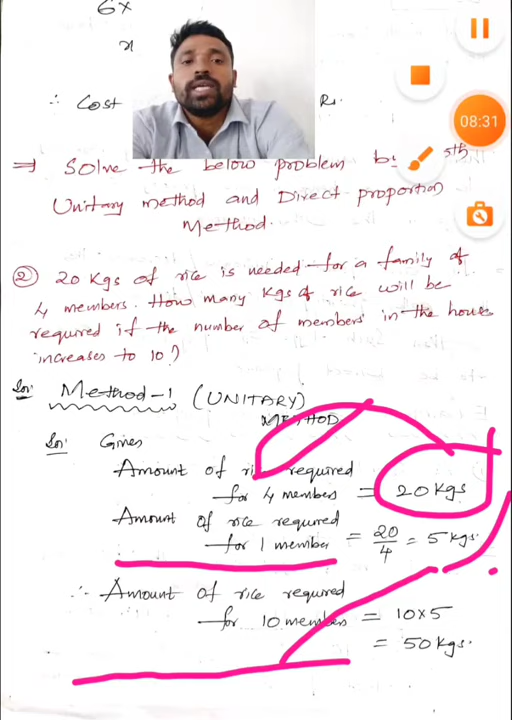 6x
x
∴ Cost Rs.
08:31
⇒ Solve the below problem by 5th
Unitary method and Direct proportion
Method.
② 20 Kgs of rice is needed for a family of
4 members. How many Kgs of rice will be
required if the number of members in the house
increases to 10?
Sol: Method-1 (UNITARY)
METHOD
Sol: Given
Amount of rice required
for 4 members = 20 Kgs
Amount of rice required
for 1 member = 20/4 = 5 Kgs.
∴ Amount of rice required
for 10 members = 10×5
= 50 Kgs.